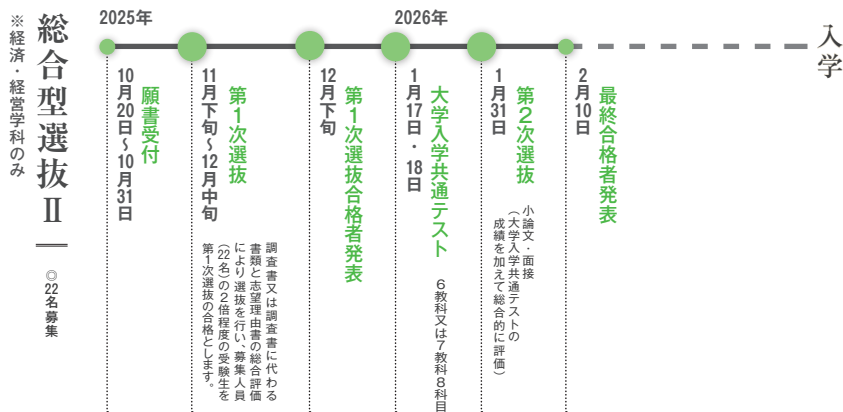 総合型選抜Ⅱ
※経済・経営学科のみ
◎22名募集
2025年
2026年
10月20日～10月31日
願書受付
11月下旬～12月中旬
第1次選抜
調査書又は調査書に代わる
書類と志望理由書の総合評価
により選抜を行い、募集人員
（22名）の2倍程度の受験生を
第1次選抜の合格とします。
12月下旬
第1次選抜合格者発表
1月17日・18日
大学入学共通テスト
6教科又は7教科8科目
1月31日
第2次選抜
小論文・面接
（大学入学共通テストの
成績を加えて総合的に評価）
2月10日
最終合格者発表
入学